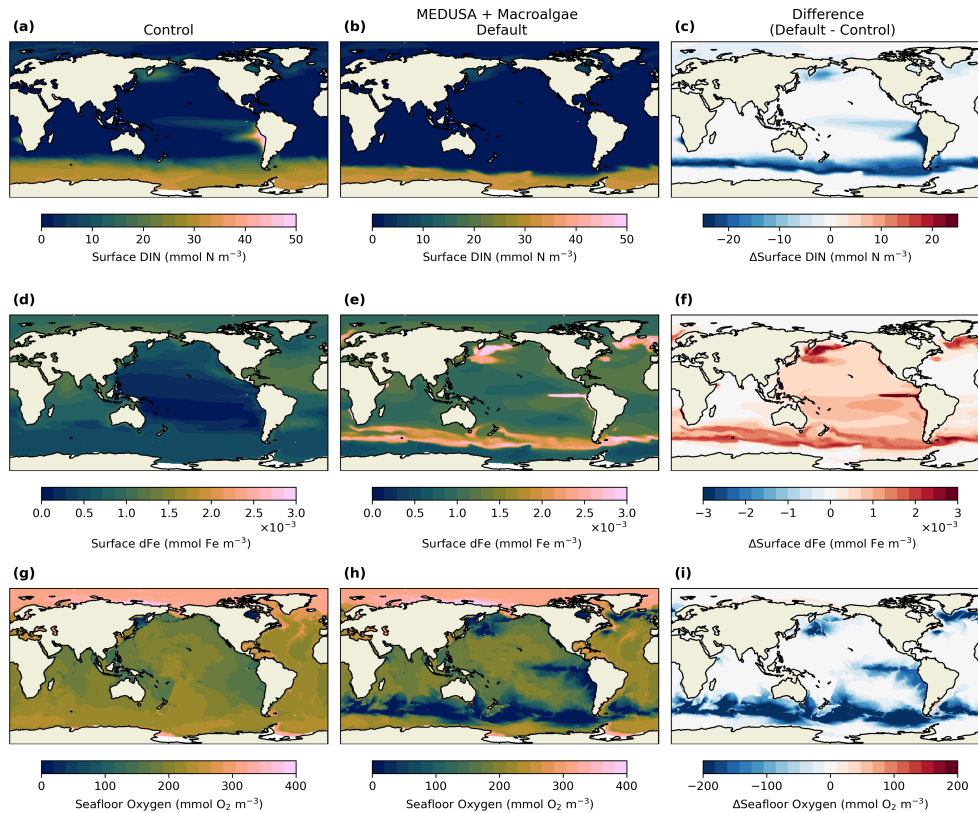 (a)
Control
(b)
MEDUSA + Macroalgae
Default
(c)
Difference
(Default - Control)
0 10 20 30 40 50
Surface DIN (mmol N m⁻³)
0 10 20 30 40 50
Surface DIN (mmol N m⁻³)
−20 −10 0 10 20
ΔSurface DIN (mmol N m⁻³)
(d)
(e)
(f)
0.0 0.5 1.0 1.5 2.0 2.5 3.0
×10⁻³
Surface dFe (mmol Fe m⁻³)
0.0 0.5 1.0 1.5 2.0 2.5 3.0
×10⁻³
Surface dFe (mmol Fe m⁻³)
−3 −2 −1 0 1 2 3
×10⁻³
ΔSurface dFe (mmol Fe m⁻³)
(g)
(h)
(i)
0 100 200 300 400
Seafloor Oxygen (mmol O₂ m⁻³)
0 100 200 300 400
Seafloor Oxygen (mmol O₂ m⁻³)
−200 −100 0 100 200
ΔSeafloor Oxygen (mmol O₂ m⁻³)